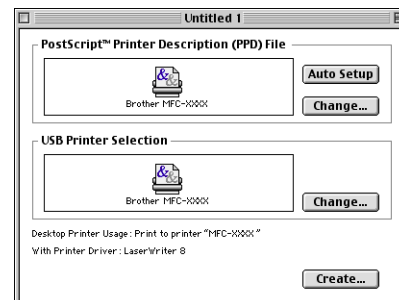 Untitled 1
PostScript™ Printer Description (PPD) File
Auto Setup
Brother MFC-XXXX
Change...
USB Printer Selection
Brother MFC-XXXX
Change...
Desktop Printer Usage: Print to printer “MFC-XXXX”
With Printer Driver: LaserWriter 8
Create...